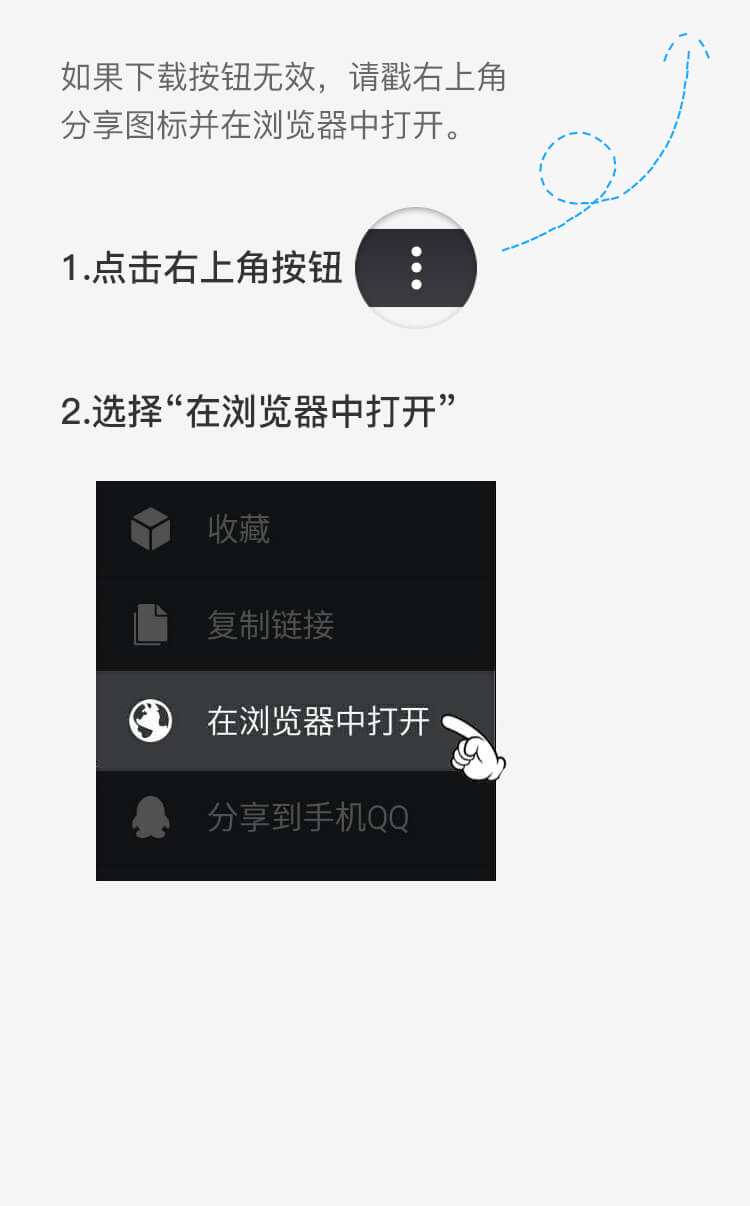 如果下载按钮无效，请戳右上角
分享图标并在浏览器中打开。
1.点击右上角按钮
2.选择“在浏览器中打开”
收藏
复制链接
在浏览器中打开
分享到手机QQ